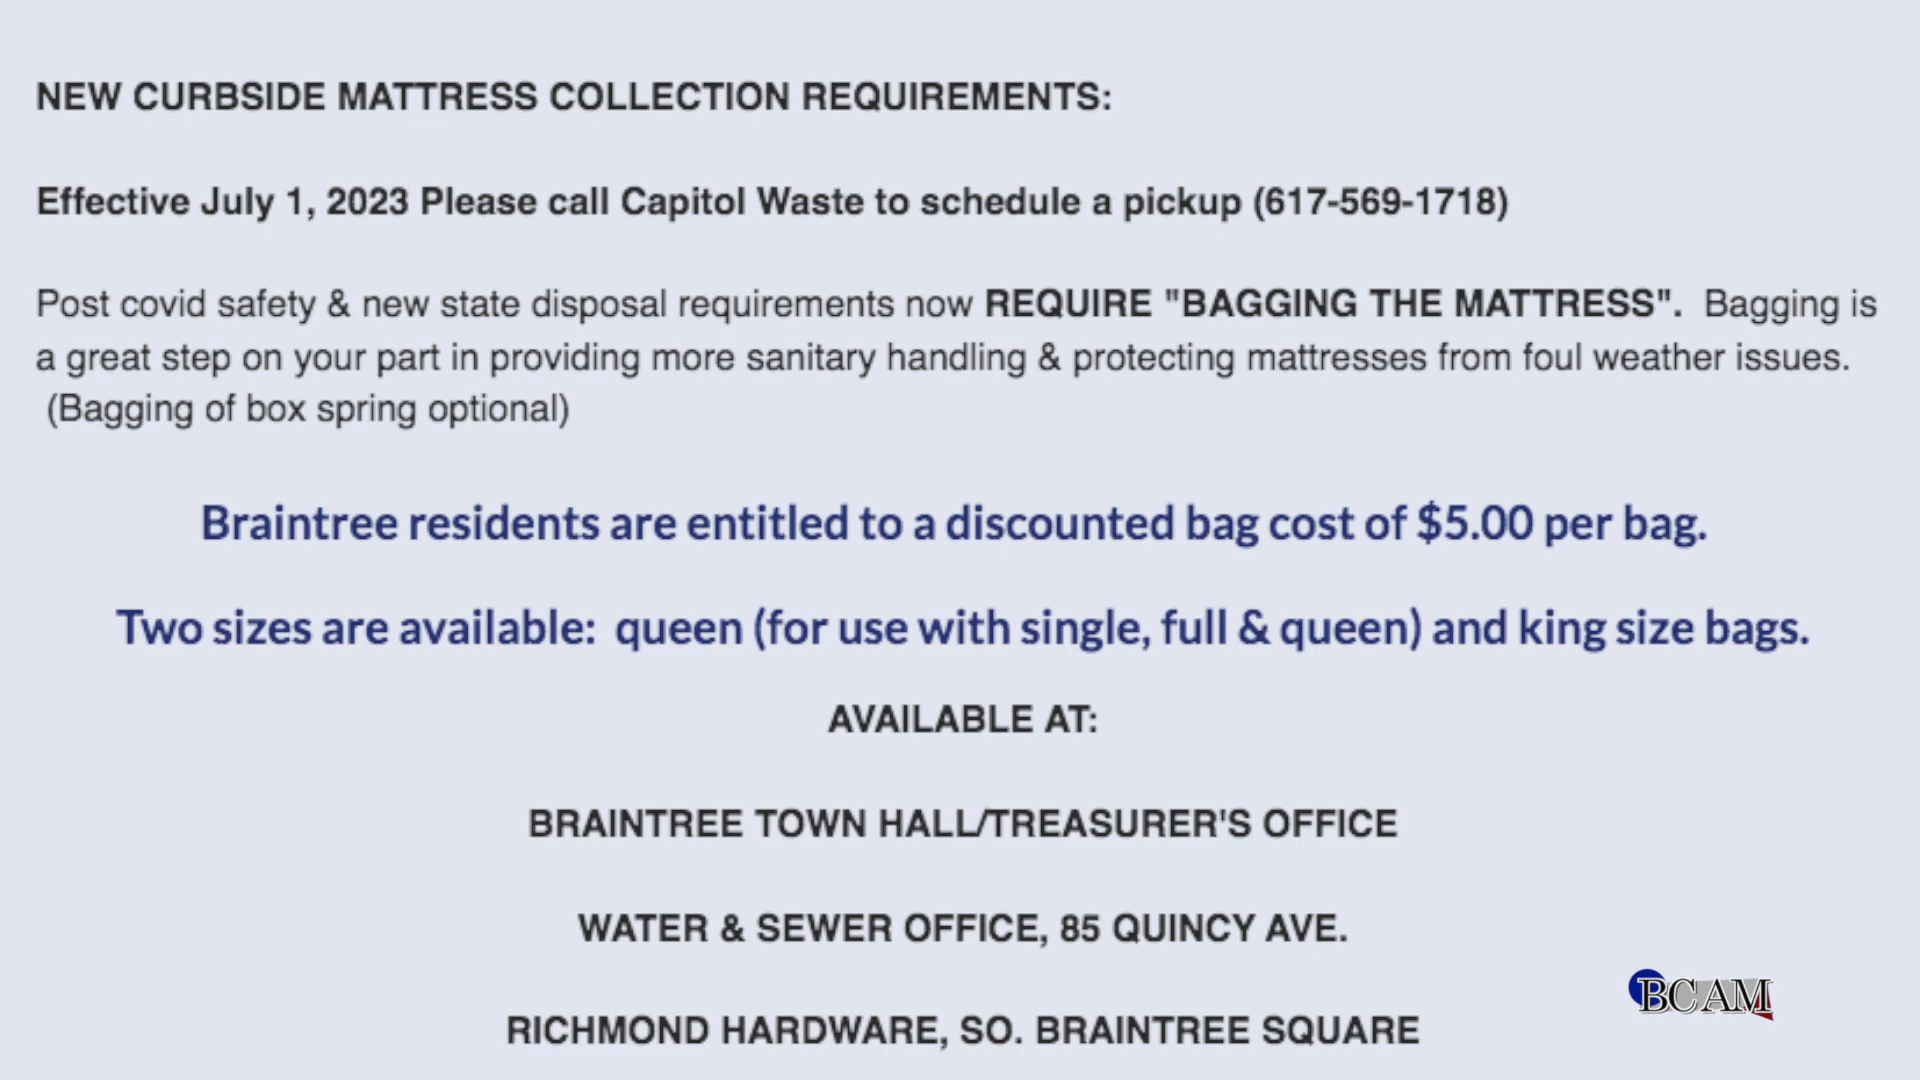 NEW CURBSIDE MATTRESS COLLECTION REQUIREMENTS:
Effective July 1, 2023 Please call Capitol Waste to schedule a pickup (617-569-1718)
Post covid safety & new state disposal requirements now REQUIRE "BAGGING THE MATTRESS".  Bagging is
a great step on your part in providing more sanitary handling & protecting mattresses from foul weather issues.
(Bagging of box spring optional)
Braintree residents are entitled to a discounted bag cost of $5.00 per bag.
Two sizes are available:  queen (for use with single, full & queen) and king size bags.
AVAILABLE AT:
BRAINTREE TOWN HALL/TREASURER'S OFFICE
WATER & SEWER OFFICE, 85 QUINCY AVE.
BCAM
RICHMOND HARDWARE, SO. BRAINTREE SQUARE